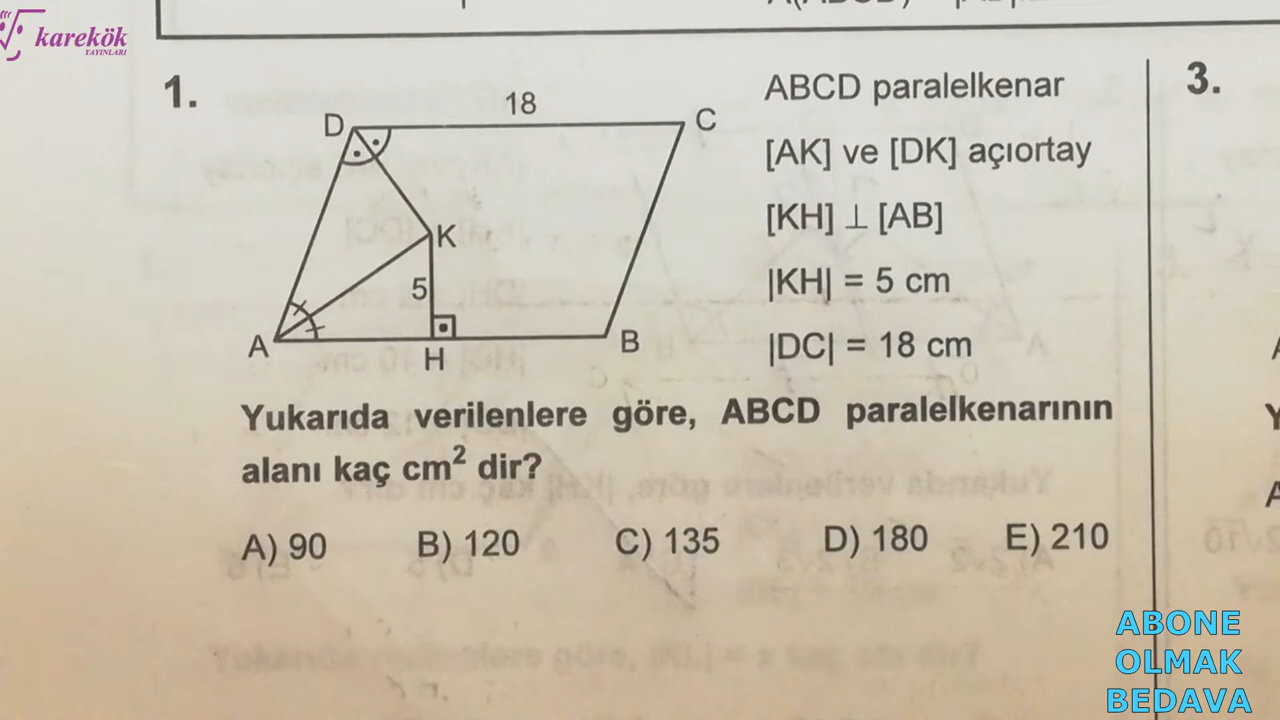 karekök
YAYINLARI
1.
ABCD paralelkenar
[AK] ve [DK] açıortay
[KH] ⊥ [AB]
|KH| = 5 cm
|DC| = 18 cm
D
18
C
K
5
A
H
B
Yukarıda verilenlere göre, ABCD paralelkenarının
alanı kaç cm² dir?
A) 90 B) 120 C) 135 D) 180 E) 210
3.
ABONE
OLMAK
BEDAVA